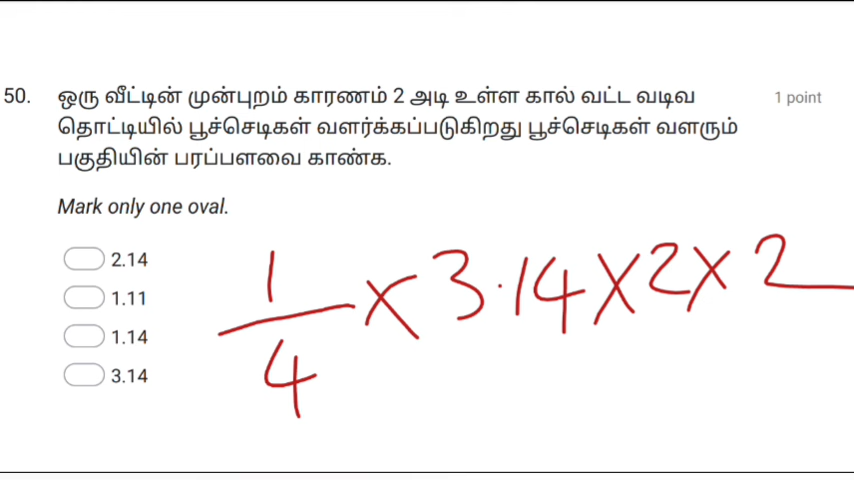 50. ஒரு வீட்டின் முன்புறம் காரணம் 2 அடி உள்ள கால் வட்ட வடிவ 1 point
தொட்டியில் பூச்செடிகள் வளர்க்கப்படுகிறது பூச்செடிகள் வளரும்
பகுதியின் பரப்பளவை காண்க.
Mark only one oval.
2.14
1.11
1.14
3.14
1/4 × 3.14 × 2 × 2